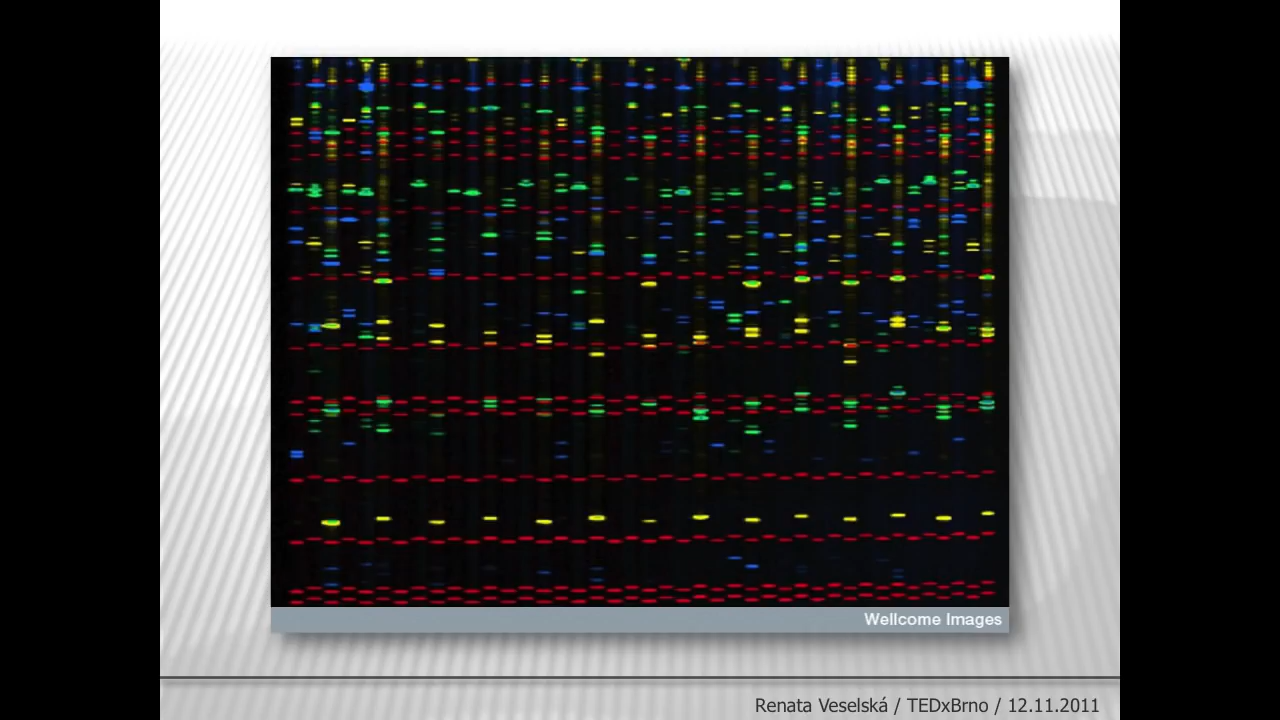 Wellcome Images
Renata Veselská / TEDxBrno / 12.11.2011